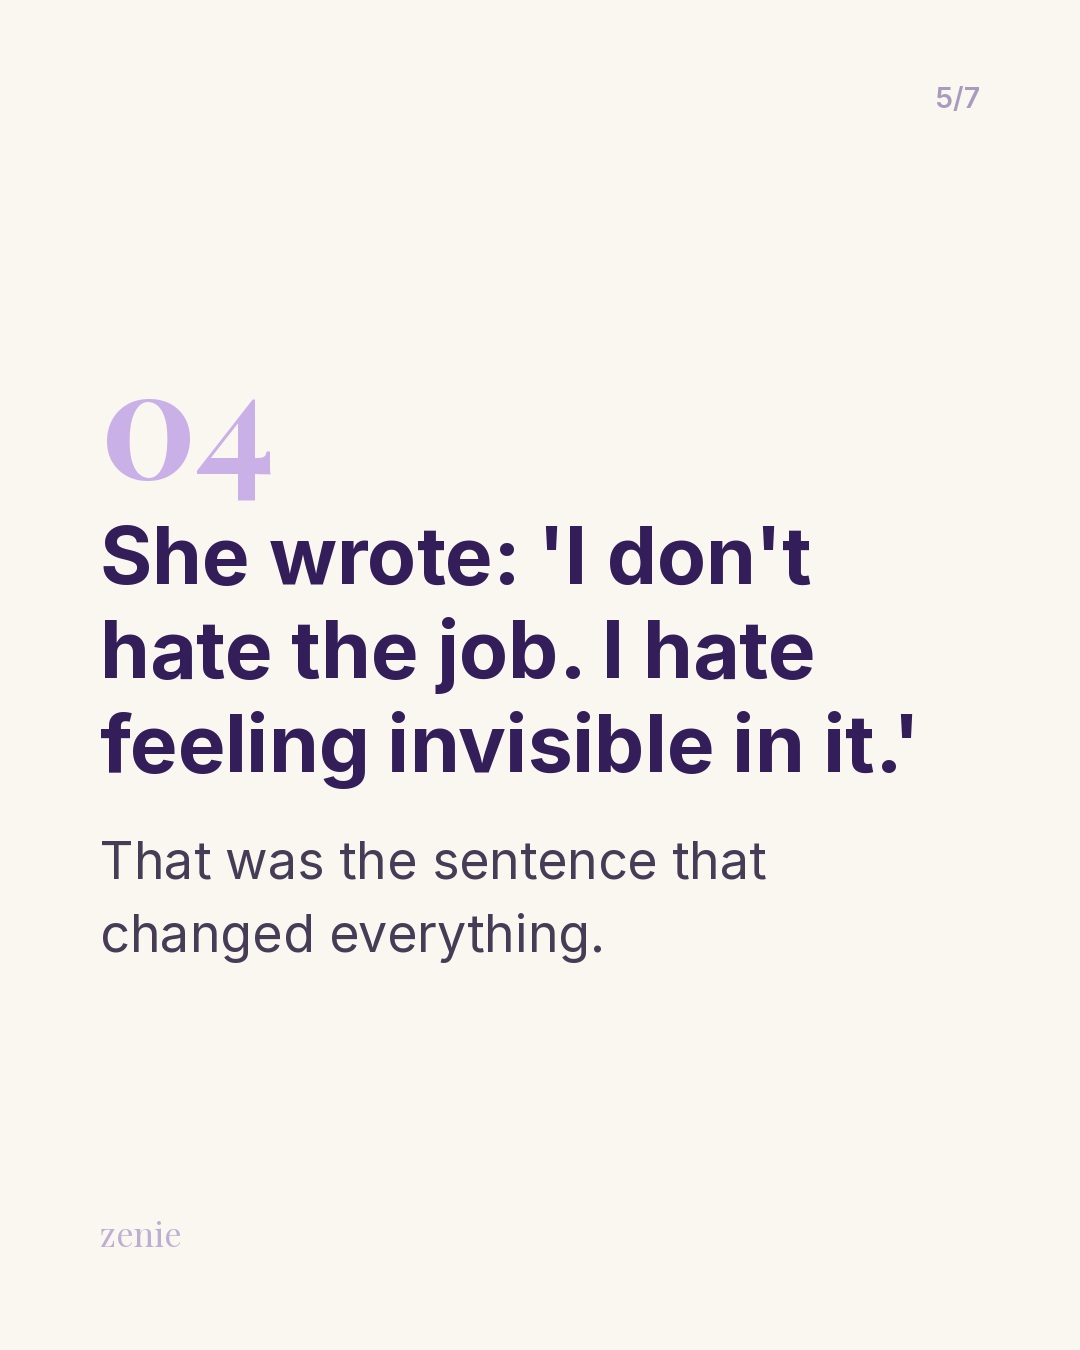 5/7
04
She wrote: 'I don't
hate the job. I hate
feeling invisible in it.'
That was the sentence that
changed everything.
zenie